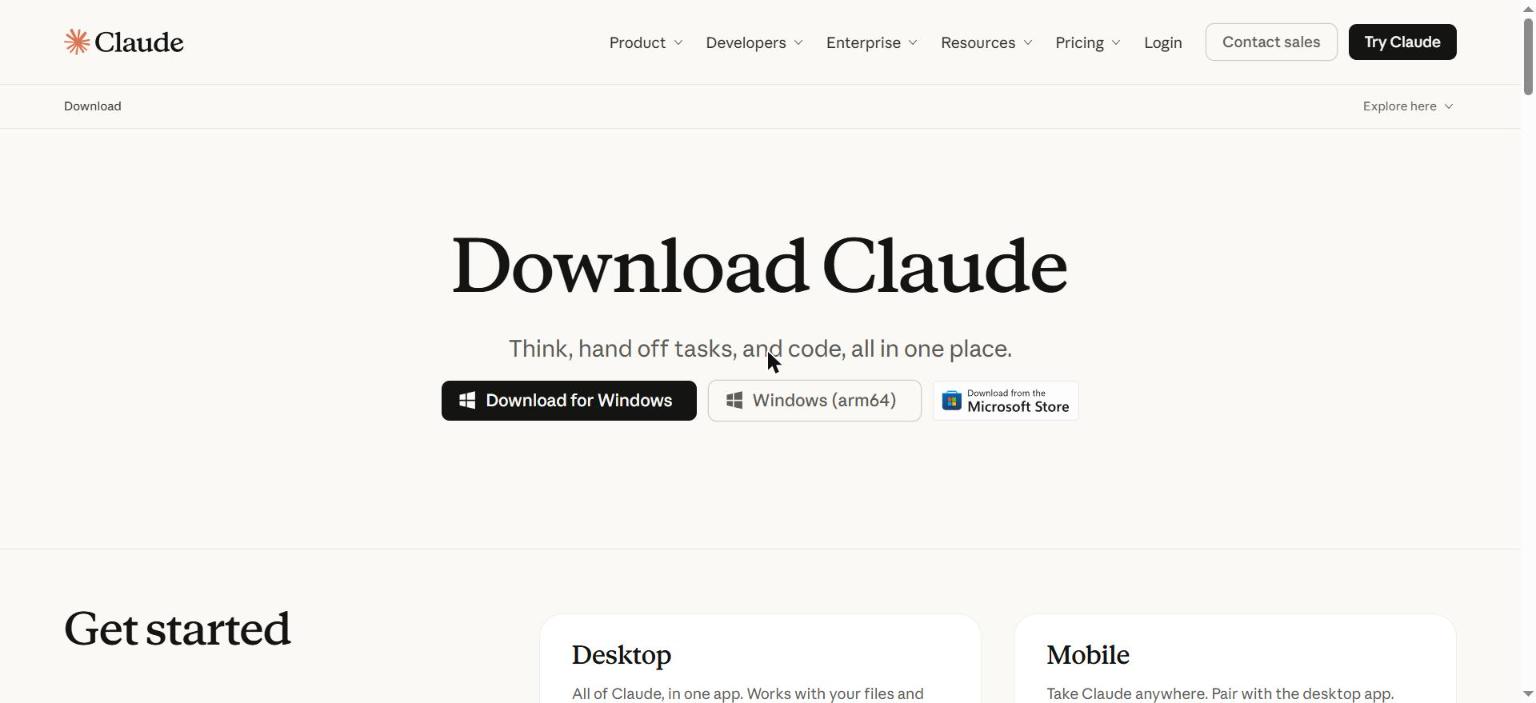 Claude
Product
Developers
Enterprise
Resources
Pricing
Login
Contact sales
Try Claude
Download
Explore here
Download Claude
Think, hand off tasks, and code, all in one place.
Download for Windows
Windows (arm64)
Download from the
Microsoft Store
Get started
Desktop
All of Claude, in one app. Works with your files and
Mobile
Take Claude anywhere. Pair with the desktop app.